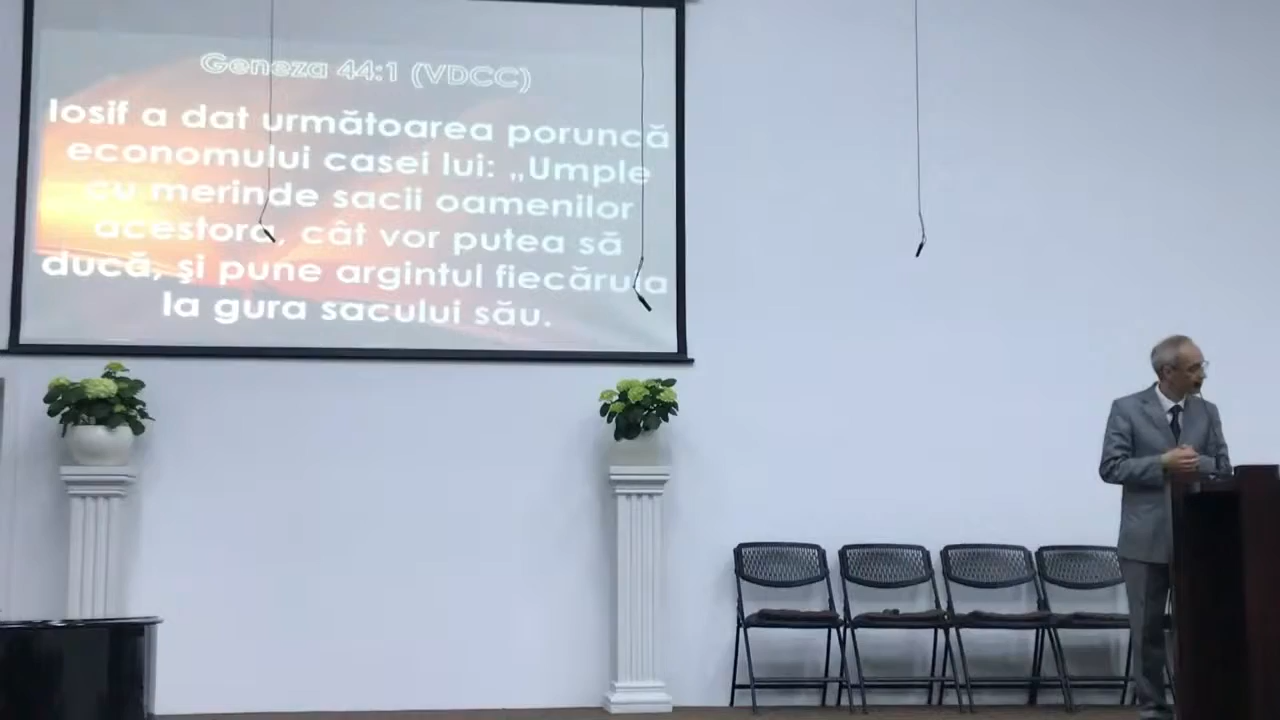 Geneza 44:1 (VDCC)
Iosif a dat următoarea poruncă
economului casei lui: „Umple
cu merinde sacii oamenilor
acestora, cât vor putea să
ducă, şi pune argintul fiecăruia
la gura sacului său.